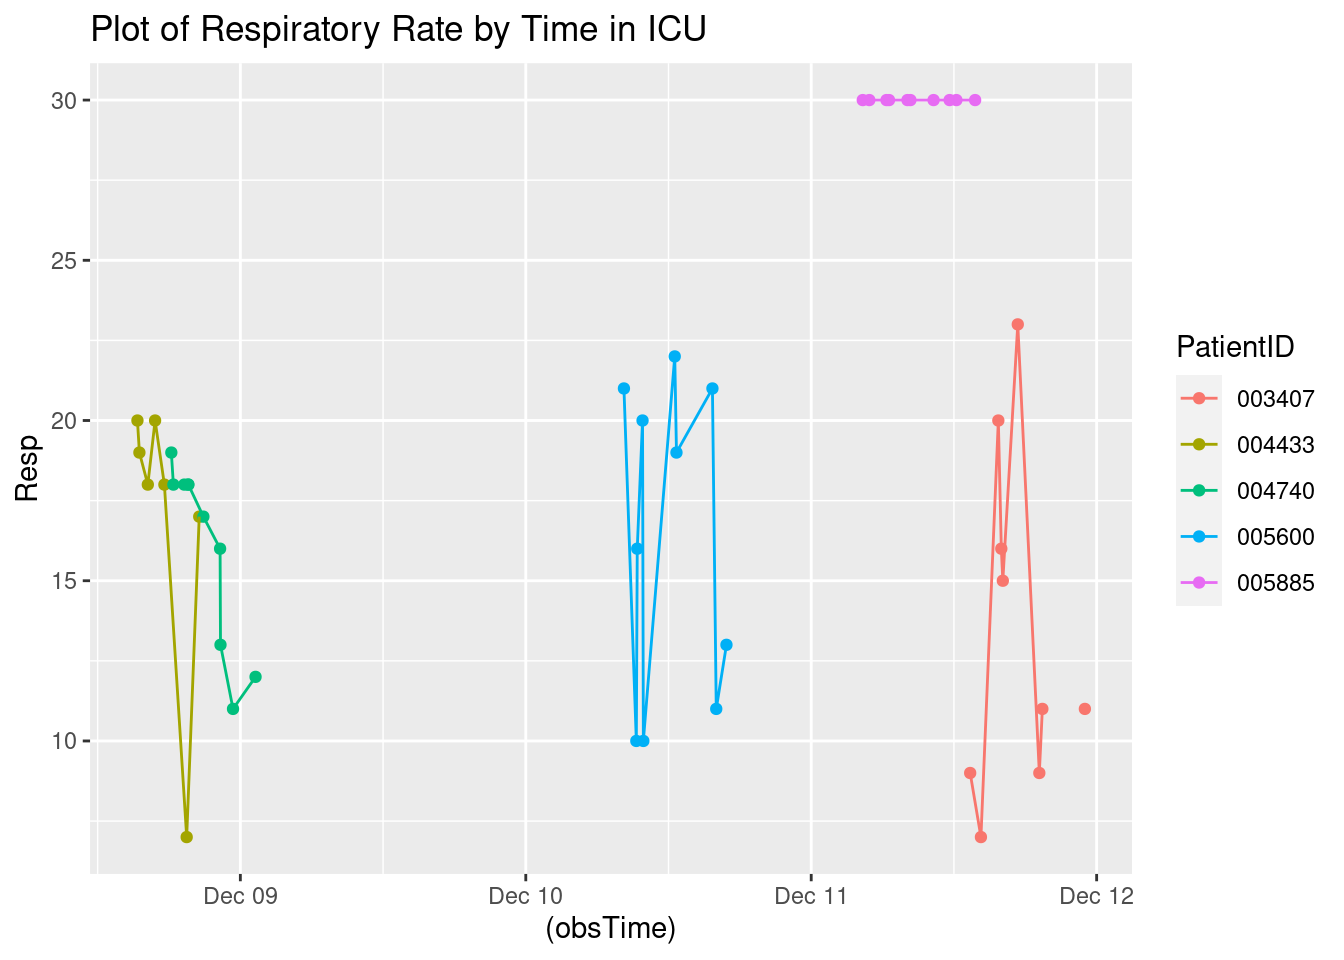 Plot of Respiratory Rate by Time in ICU
30
25
20
15
10
Resp
Dec 09
Dec 10
Dec 11
Dec 12
(obsTime)
PatientID
003407
004433
004740
005600
005885